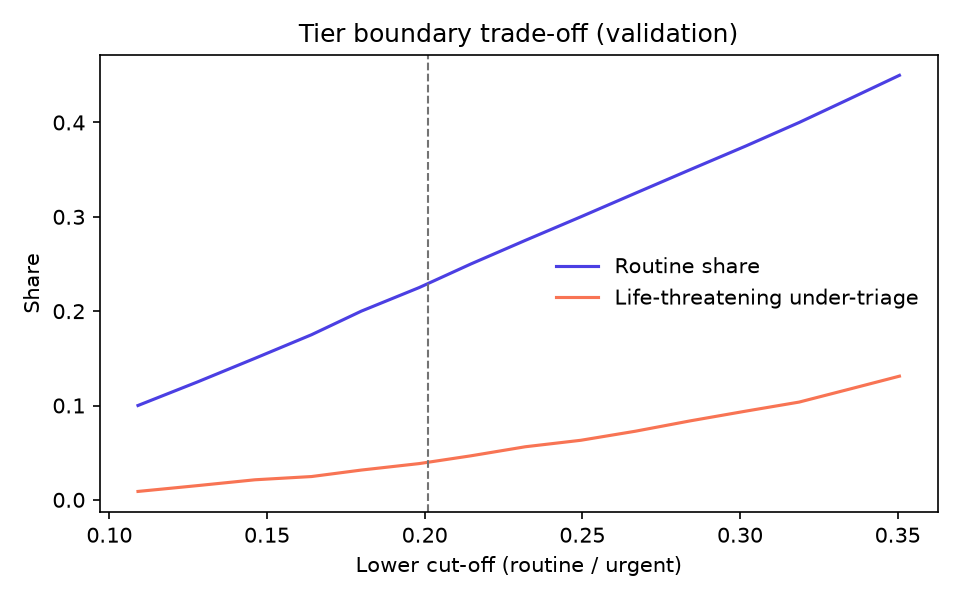 Tier boundary trade-off (validation)
Share
0.4
0.3
0.2
0.1
0.0
Routine share
Life-threatening under-triage
0.10 0.15 0.20 0.25 0.30 0.35
Lower cut-off (routine / urgent)